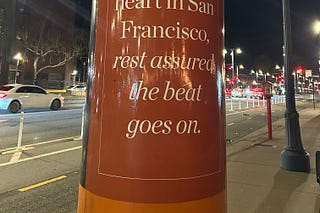 heart in San
Francisco,
rest assured
the beat
goes on.